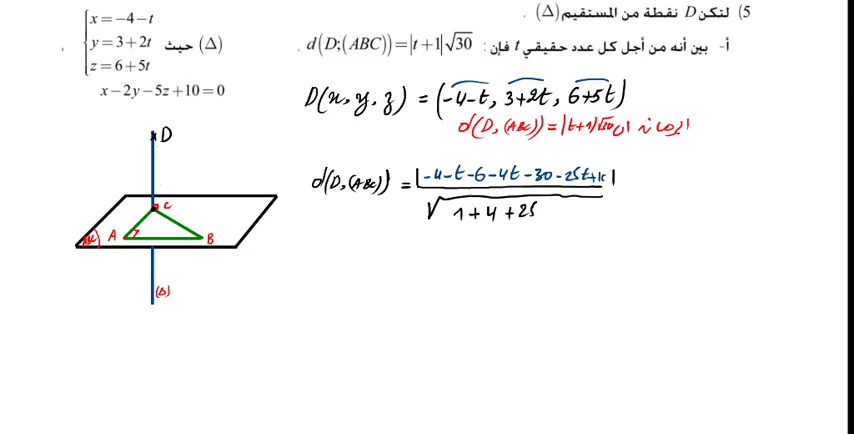 5) لتكن D نقطة من المستقيم (Δ) .
أ- بين أنه من أجل كل عدد حقيقي t فإن : d(D;(ABC))=|t+1|√30 .
(Δ) حيث
x=-4-t
y=3+2t
z=6+5t
x-2y-5z+10=0
D(x, y, z) = (-4-t, 3+2t, 6+5t)
d(D, (ABC)) = |t+1|√30
D
C
A
B
(Δ)
d(D, (ABC)) = |-4-t-6-4t-30-25t+10|
√1+4+25